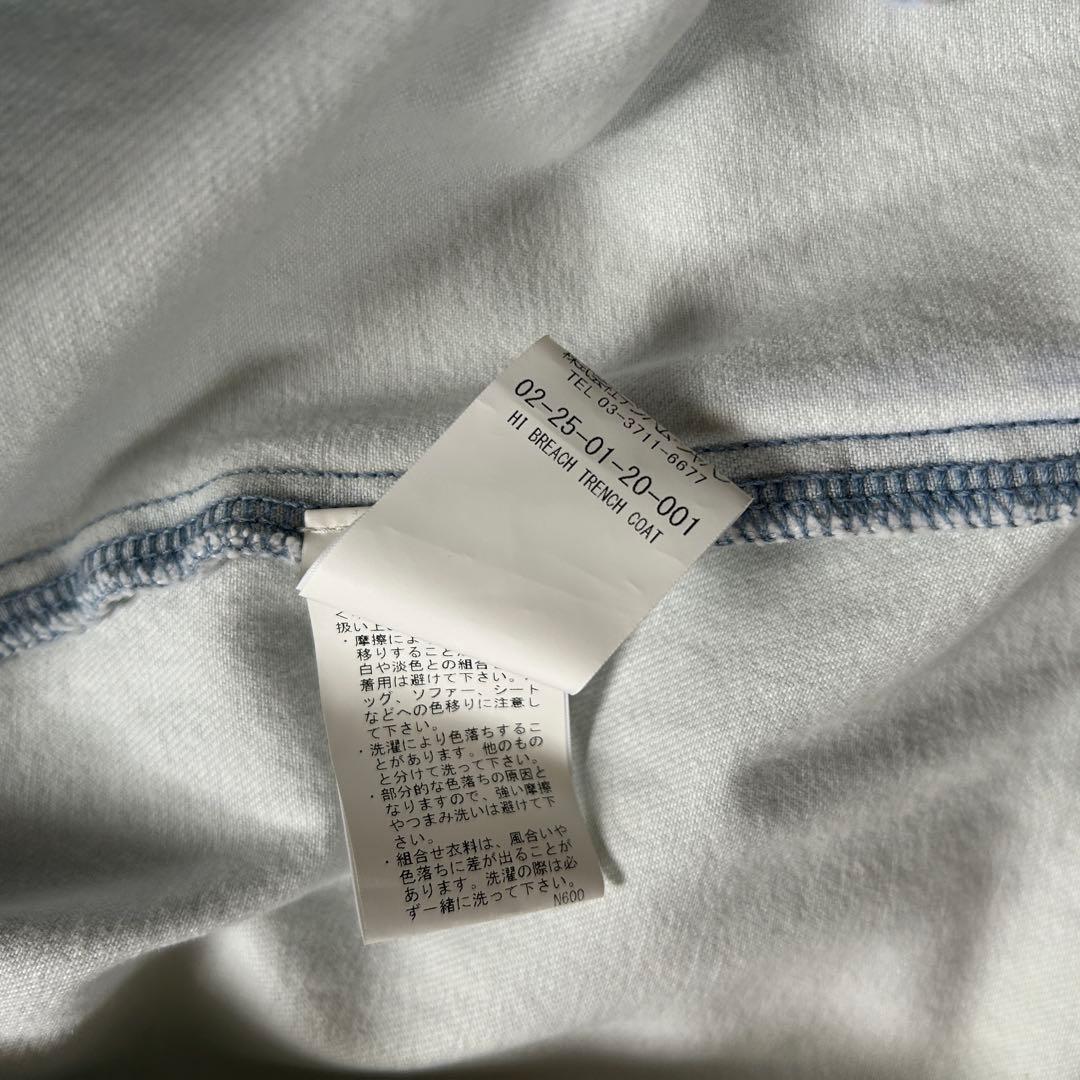 TEL 03-3711-6677
02-25-01-20-001
HI BREACH TRENCH COAT
扱い上
・摩擦によ
移りすること
白や淡色との組合
着用は避けて下さい。
ッグ、ソファー、シート
などへの色移りに注意し
て下さい。
・洗濯により色落ちするこ
とがあります。他のもの
と分けて洗って下さい。
・部分的な色落ちの原因と
なりますので、強い摩擦
やつまみ洗いは避けて下
さい。
・組合せ衣料は、風合いや
色落ちに差が出ることが
あります。洗濯の際は必
ず一緒に洗って下さい。
N600